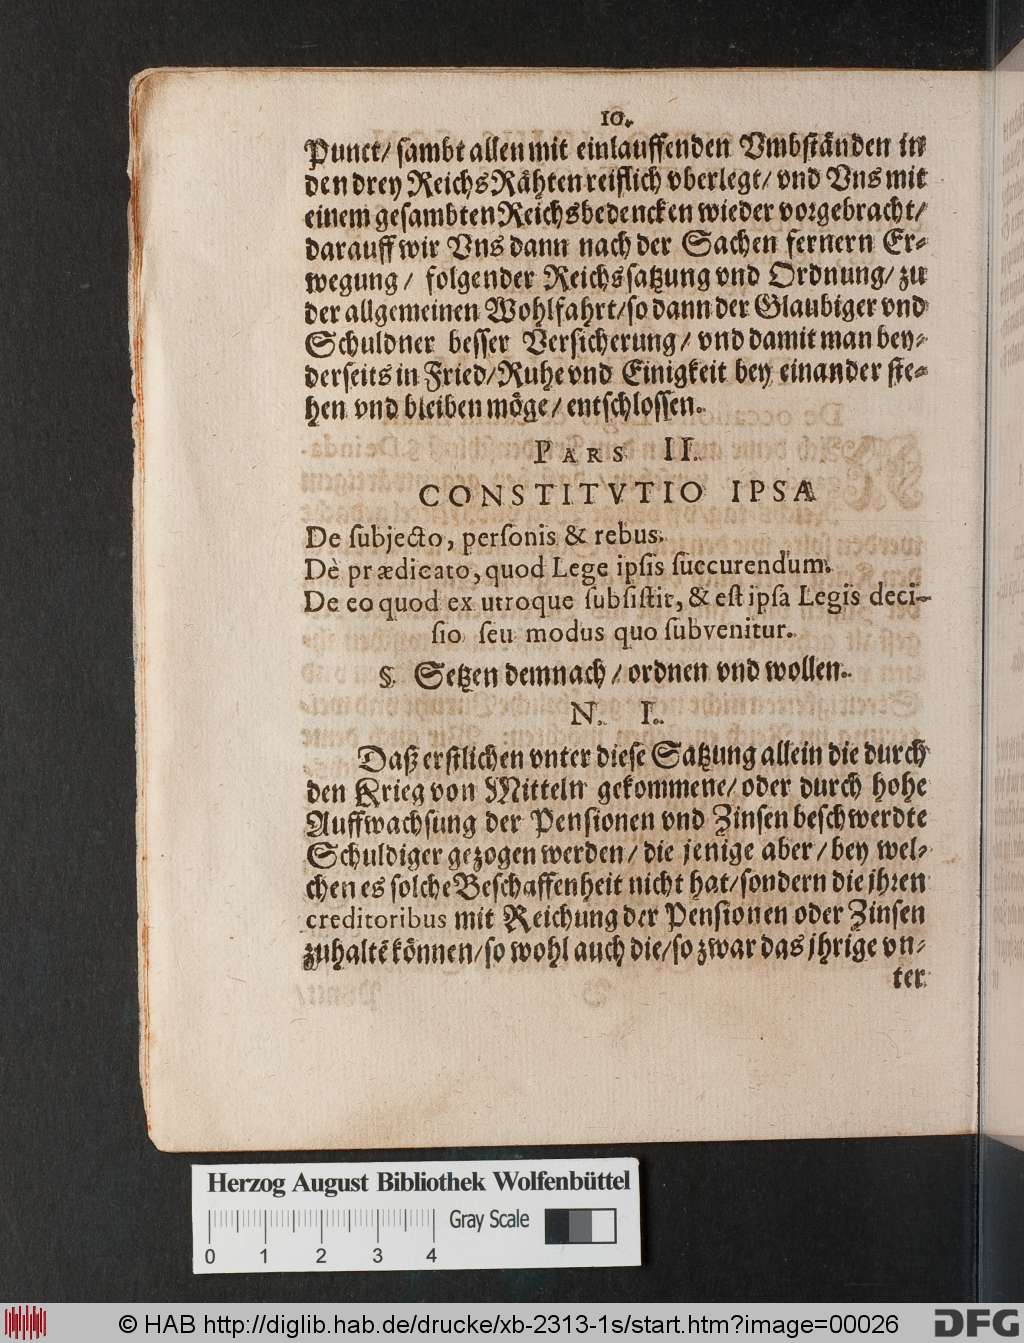 10.
Punct/ sambt allen mit einlauffenden Vmbständen in
den drey ReichsRähten reiflich vberlegt/ vnd Vns mit
einem gesambten Reichsbedencken wieder vorgebracht/
darauff wir Vns dann nach der Sachen fernern Er-
wegung/ folgender Reichssatzung vnd Ordnung/ zu
der allgemeinen Wohlfahrt/ so dann der Glaubiger vnd
Schuldner besser Versicherung/ vnd damit man bey-
derseits in Fried/ Ruhe vnd Einigkeit bey einander ste-
hen vnd bleiben möge/ entschlossen.
PARS II.
CONSTITVTIO IPSA
De ſubjecto, perſonis & rebus.
Dè prædicato, quod Lege ipſis ſuccurendum.
De eo quod ex utroque ſubſiſtit, & eſt ipſa Legis deci-
ſio ſeu modus quo ſubvenitur.
§. Setzen demnach/ ordnen vnd wollen.
N. I.
Daß erstlichen vnter diese Satzung allein die durch
den Krieg von Mitteln gekommene/ oder durch hohe
Auffwachsung der Pensionen vnd Zinsen beschwerdte
Schuldiger gezogen werden/ die jenige aber/ bey wel-
chen es solche Beschaffenheit nicht hat/ sondern die jhren
creditoribus mit Reichung der Pensionen oder Zinsen
zuhaltē können/ so wohl auch die/ so zwar das jhrige vn-
ter
Herzog August Bibliothek Wolfenbüttel
Gray Scale
0 1 2 3 4
© HAB http://diglib.hab.de/drucke/xb-2313-1s/start.htm?image=00026
DFG